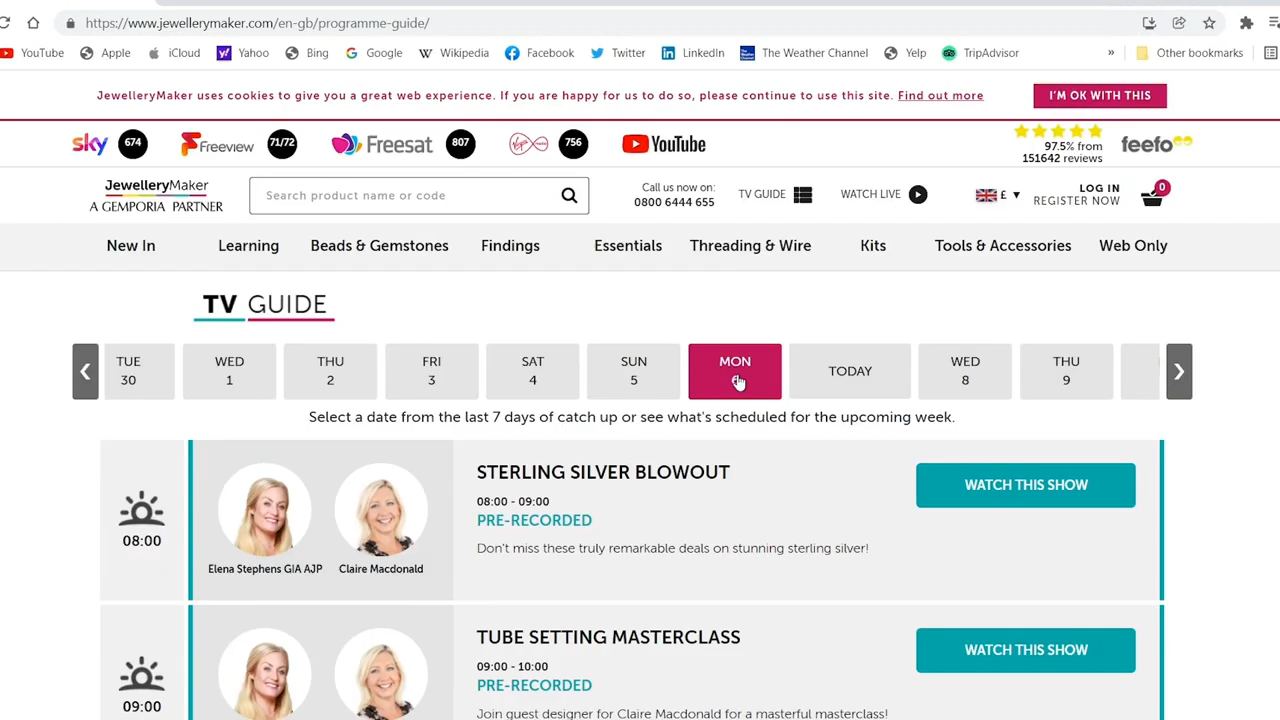 https://www.jewellerymaker.com/en-gb/programme-guide/
YouTube Apple iCloud Yahoo Bing Google Wikipedia Facebook Twitter LinkedIn The Weather Channel Yelp TripAdvisor » Other bookmarks
JewelleryMaker uses cookies to give you a great web experience. If you are happy for us to do so, please continue to use this site. Find out more
I'M OK WITH THIS
sky 674 Freeview 71/72 Freesat 807 Virgin media 756 YouTube
97.5% from
151642 reviews
feefo
JewelleryMaker
A GEMPORIA PARTNER
Search product name or code
Call us now on:
0800 6444 655
TV GUIDE
WATCH LIVE
£ ▼
LOG IN
REGISTER NOW
0
New In Learning Beads & Gemstones Findings Essentials Threading & Wire Kits Tools & Accessories Web Only
TV GUIDE
TUE WED THU FRI SAT SUN MON TODAY WED THU
30 1 2 3 4 5 8 9
Select a date from the last 7 days of catch up or see what's scheduled for the upcoming week.
08:00
Elena Stephens GIA AJP
Claire Macdonald
STERLING SILVER BLOWOUT
08:00 - 09:00
PRE-RECORDED
Don't miss these truly remarkable deals on stunning sterling silver!
WATCH THIS SHOW
09:00
TUBE SETTING MASTERCLASS
09:00 - 10:00
PRE-RECORDED
Join guest designer for Claire Macdonald for a masterful masterclass!
WATCH THIS SHOW